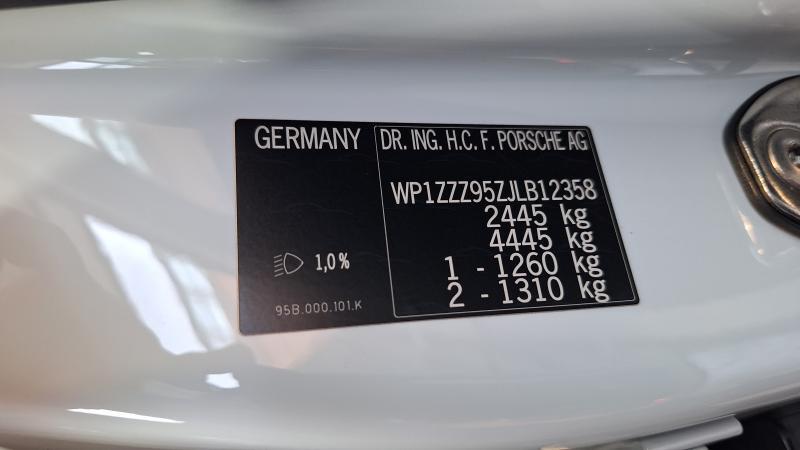 GERMANY
DR. ING. H.C. F. PORSCHE AG
WP1ZZZ95ZJLB12358
2445 kg
4445 kg
1 - 1260 kg
2 - 1310 kg
1,0%
95B.000.101.K